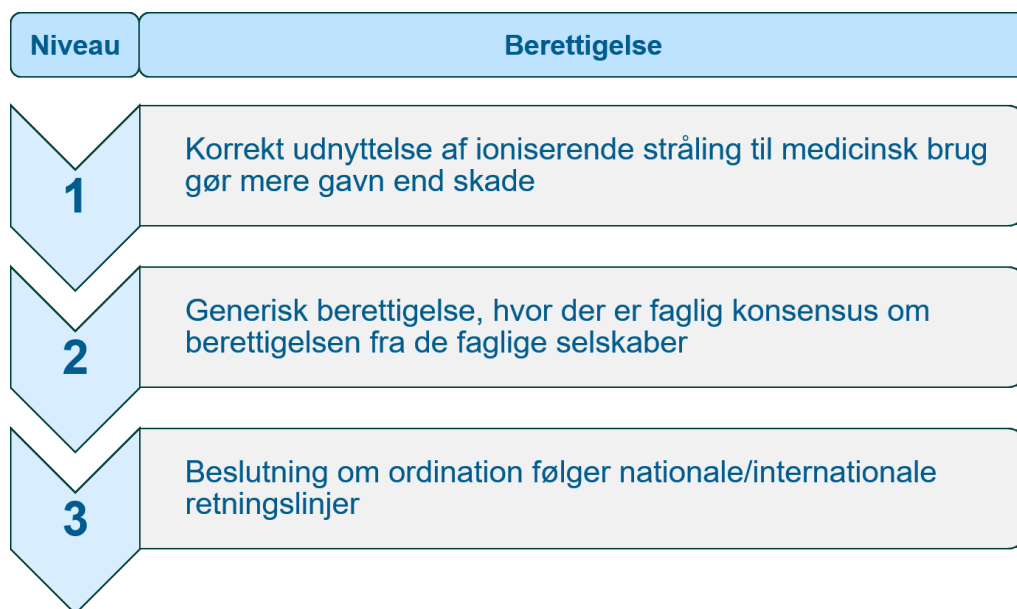 Niveau
Berettigelse
1
Korrekt udnyttelse af ioniserende stråling til medicinsk brug
gør mere gavn end skade
2
Generisk berettigelse, hvor der er faglig konsensus om
berettigelsen fra de faglige selskaber
3
Beslutning om ordination følger nationale/internationale
retningslinjer